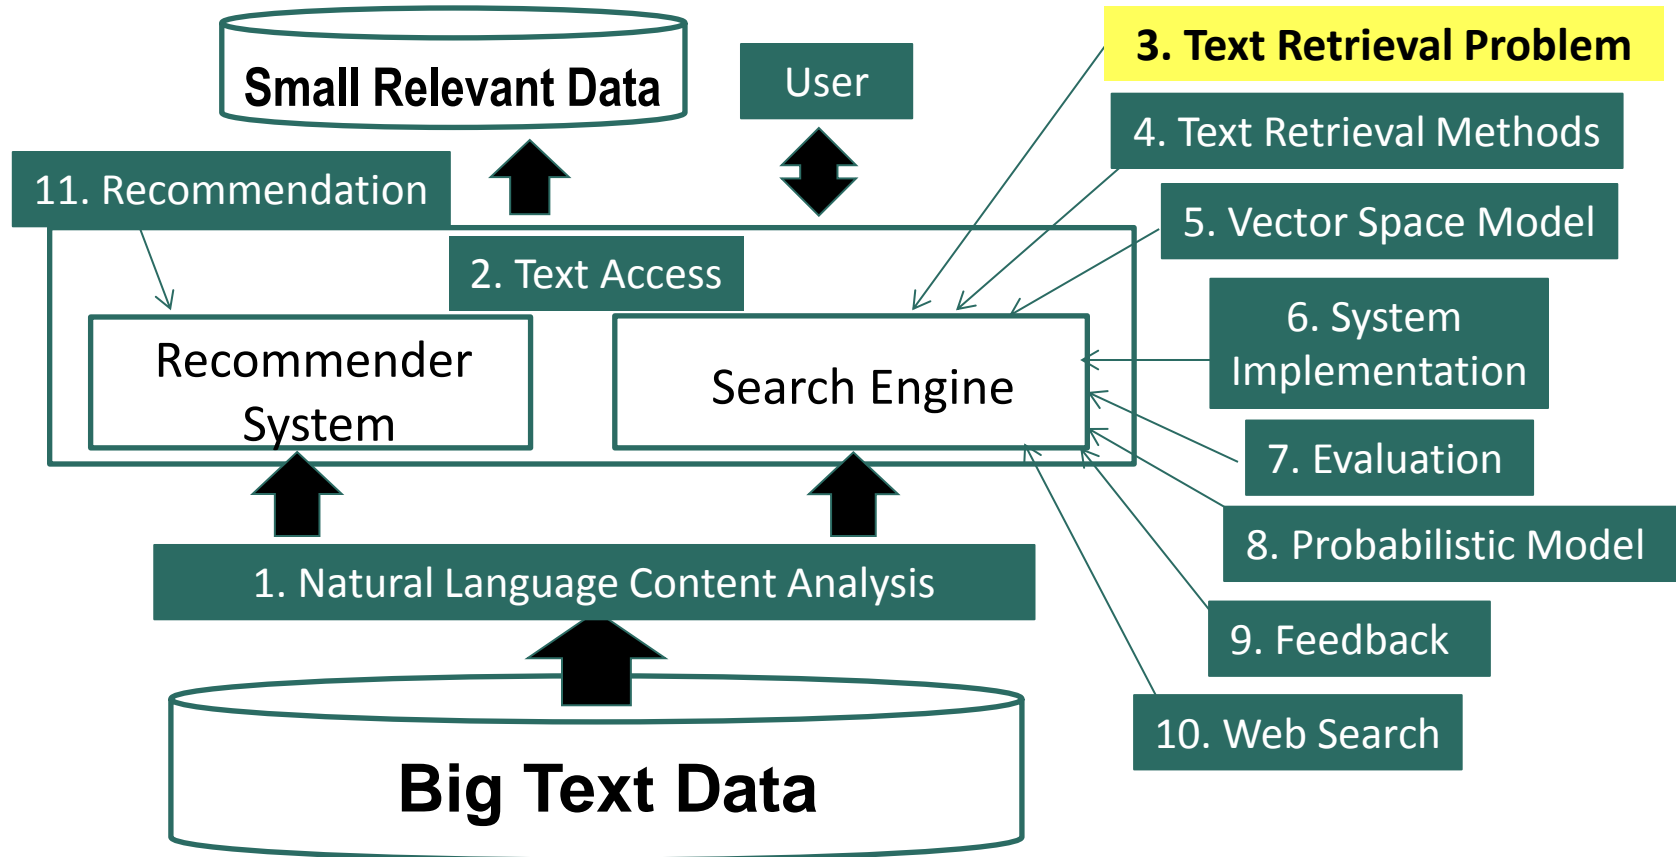 Small Relevant Data
User
3. Text Retrieval Problem
4. Text Retrieval Methods
11. Recommendation
5. Vector Space Model
2. Text Access
6. System
Implementation
Recommender
System
Search Engine
7. Evaluation
8. Probabilistic Model
1. Natural Language Content Analysis
9. Feedback
10. Web Search
Big Text Data